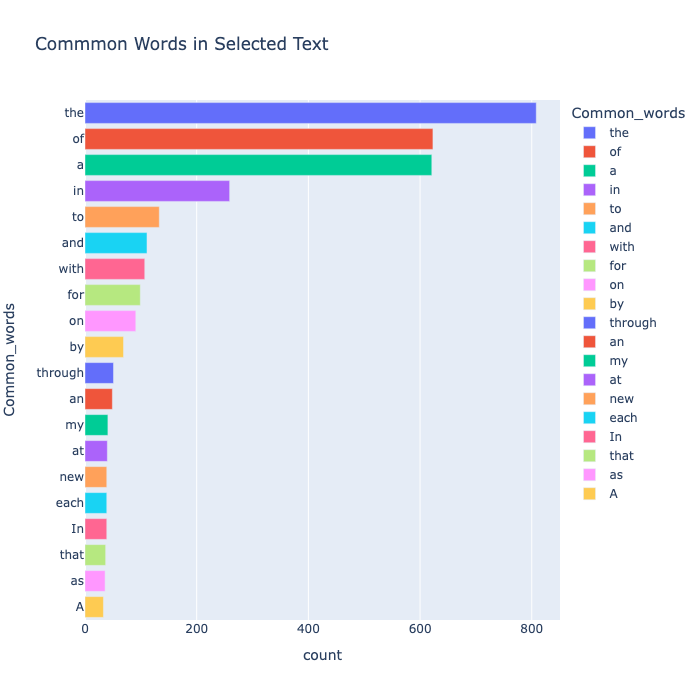 Commmon Words in Selected Text
Common_words
the
of
a
in
to
and
with
for
on
by
through
an
my
at
new
each
In
that
as
A
0 200 400 600 800
count
Common_words
the
of
a
in
to
and
with
for
on
by
through
an
my
at
new
each
In
that
as
A